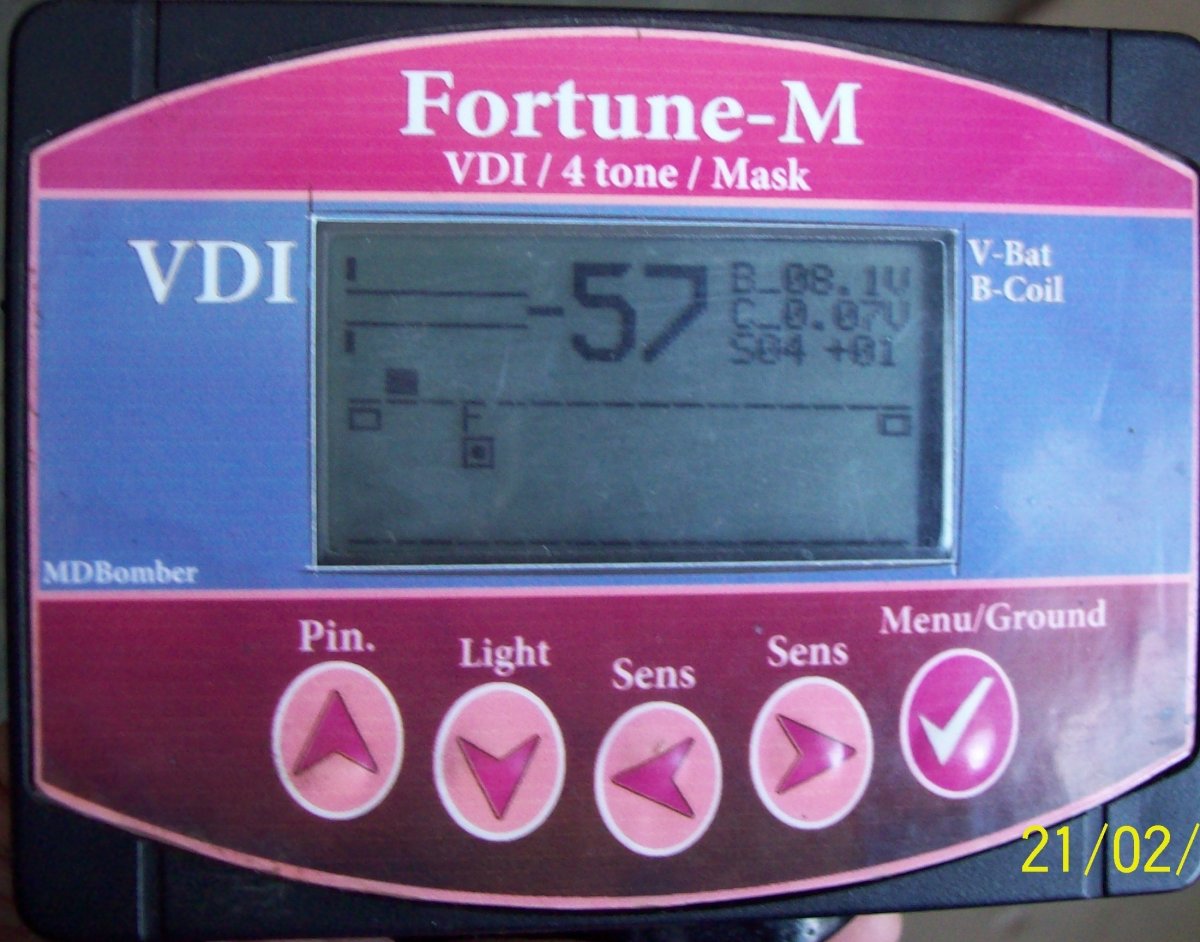 Fortune-M
VDI / 4 tone / Mask
VDI
-57
B_08.1V
C_0.07V
S04 +01
F
V-Bat
B-Coil
MDBomber
Pin.
Light
Sens
Sens
Menu/Ground
21/02/